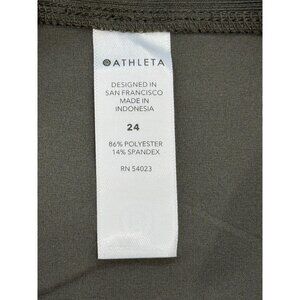 ATHLETA
DESIGNED IN
SAN FRANCISCO
MADE IN
INDONESIA
24
86% POLYESTER
14% SPANDEX
RN 54023